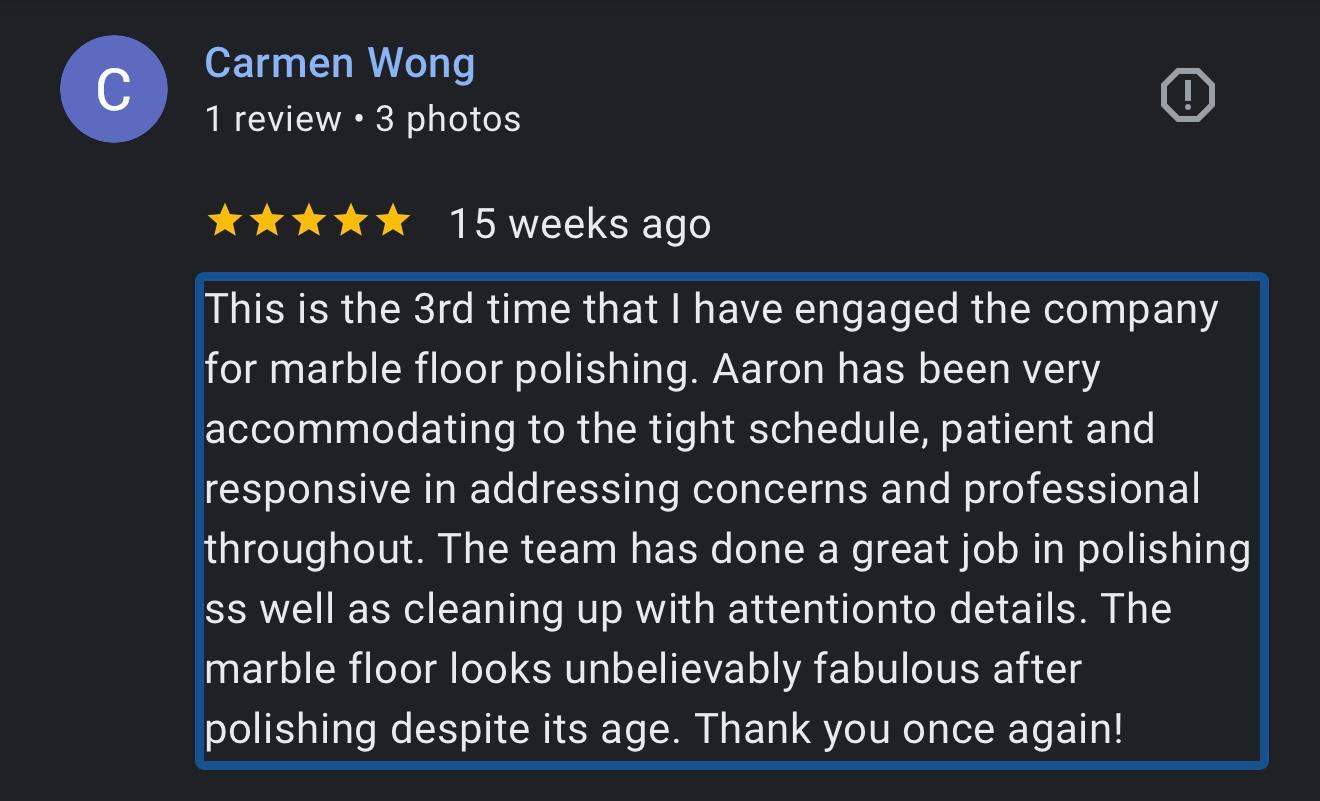 C
Carmen Wong
1 review • 3 photos
15 weeks ago
This is the 3rd time that I have engaged the company
for marble floor polishing. Aaron has been very
accommodating to the tight schedule, patient and
responsive in addressing concerns and professional
throughout. The team has done a great job in polishing
ss well as cleaning up with attentionto details. The
marble floor looks unbelievably fabulous after
polishing despite its age. Thank you once again!